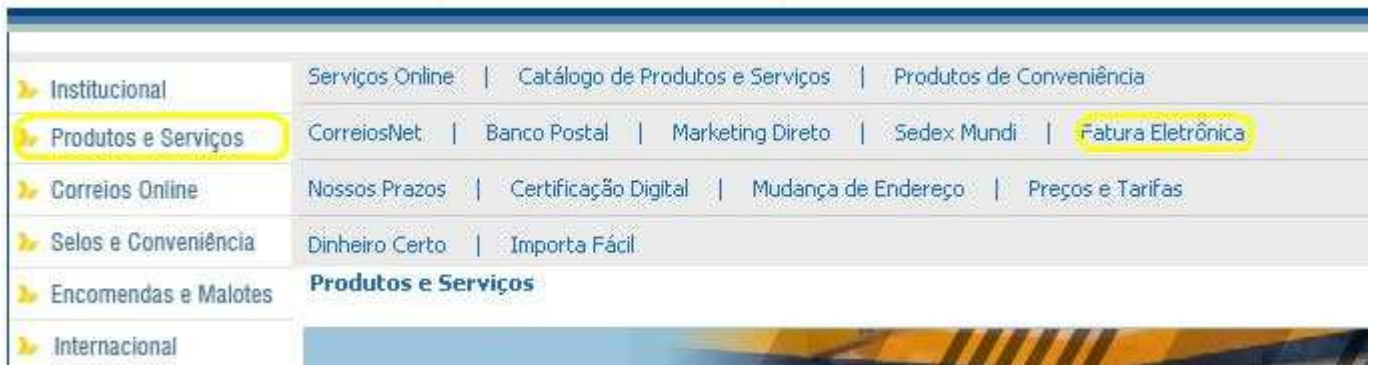 Institucional
Produtos e Serviços
Correios Online
Selos e Conveniência
Encomendas e Malotes
Internacional
Serviços Online | Catálogo de Produtos e Serviços | Produtos de Conveniência
CorreiosNet | Banco Postal | Marketing Direto | Sedex Mundi | Fatura Eletrônica
Nossos Prazos | Certificação Digital | Mudança de Endereço | Preços e Tarifas
Dinheiro Certo | Importa Fácil
Produtos e Serviços